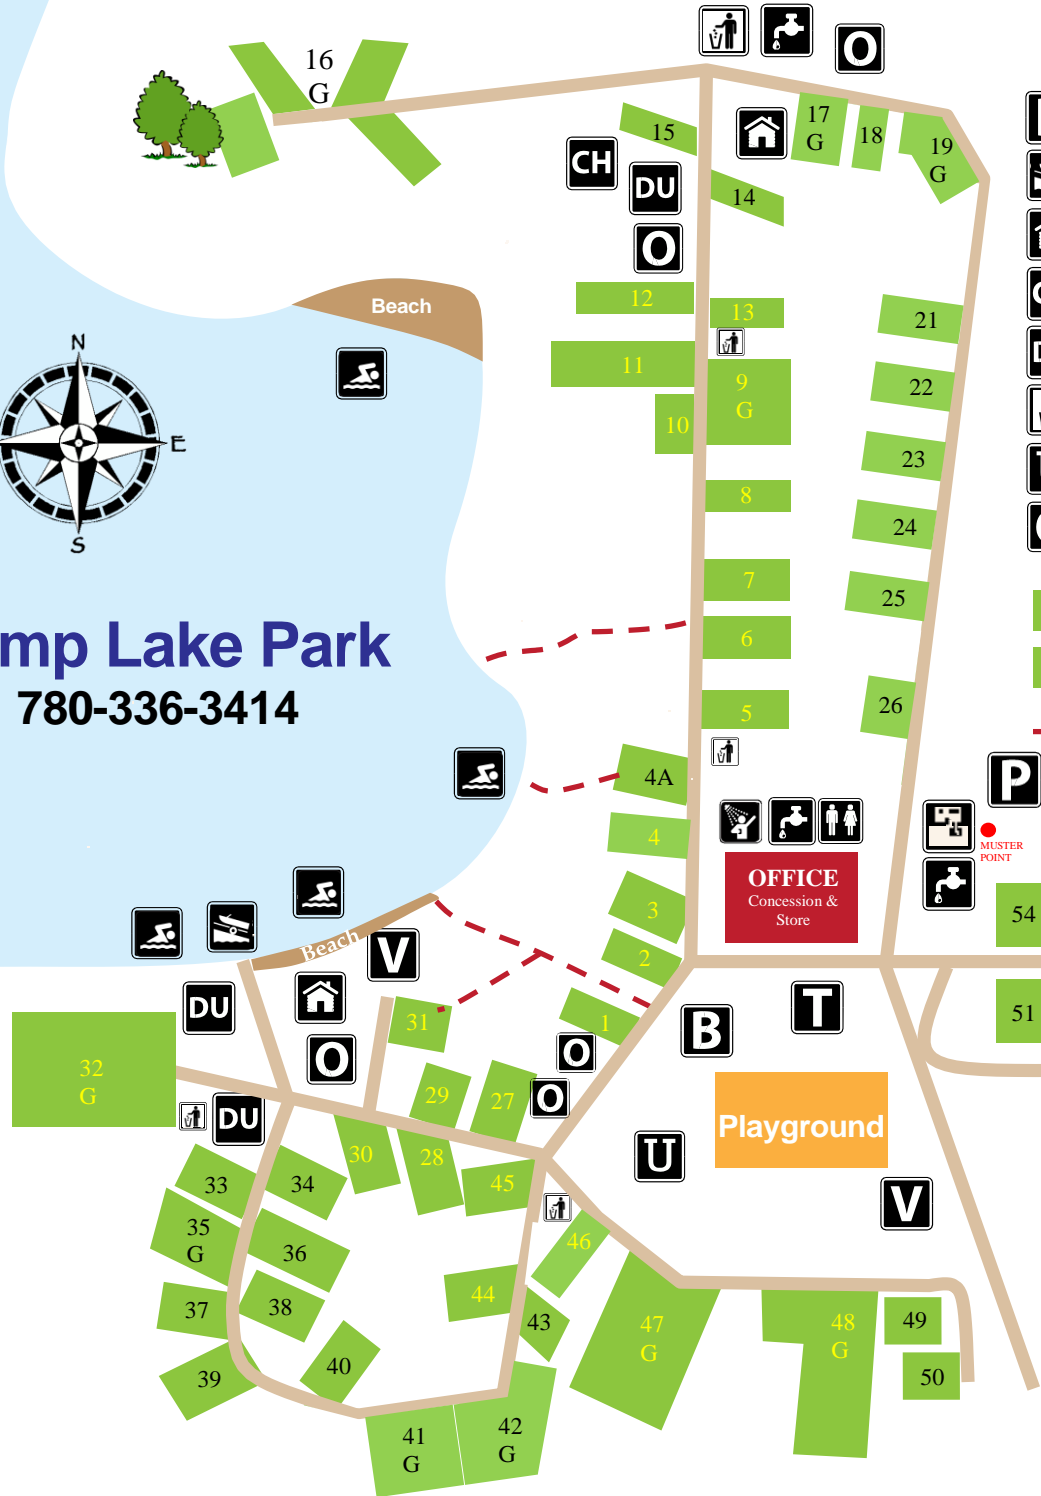 16
G
O
17
G
18
19
G
15
CH
DU
14
O
12
13
Beach
21
11
9
G
22
10
23
8
24
7
25
6
5
26
N
E
S
mp Lake Park
780-336-3414
4A
P
4
MUSTER
POINT
OFFICE
Concession &
Store
3
54
2
Beach
V
DU
31
1
B
T
51
O
O
32
G
29
27
O
DU
Playground
30
28
U
45
33
34
V
35
G
36
46
44
37
38
43
47
G
48
G
49
39
40
50
41
G
42
G